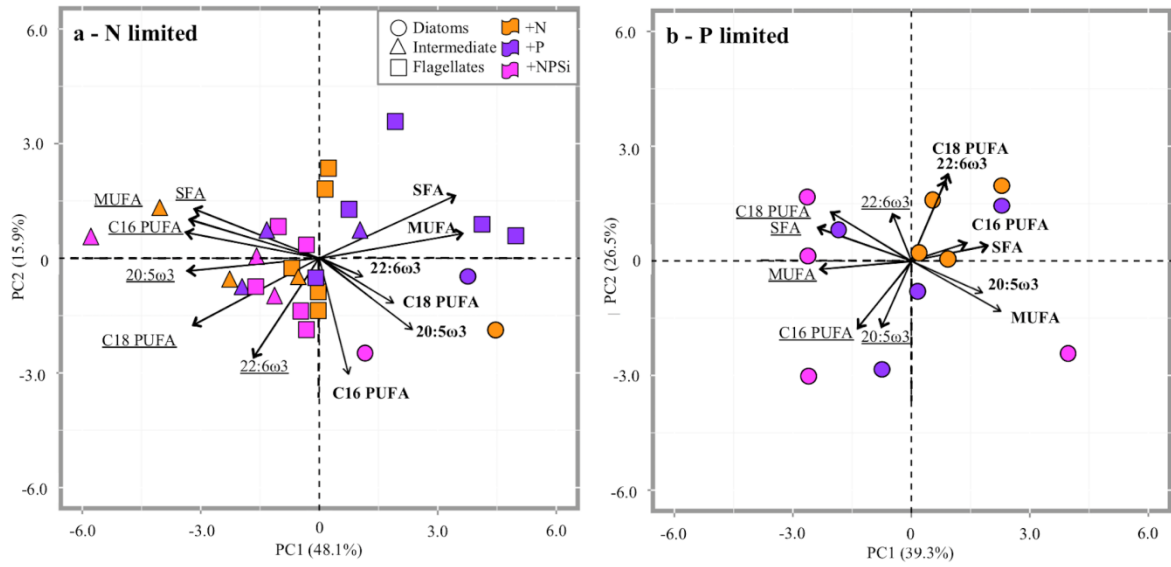 a - N limited
Diatoms
Intermediate
Flagellates
+N
+P
+NPSi
6.0
3.0
0
-3.0
-6.0
PC2 (15.9%)
MUFA
SFA
C16 PUFA
20:5ω3
C18 PUFA
22:6ω3
SFA
MUFA
22:6ω3
C18 PUFA
20:5ω3
C16 PUFA
-6.0
-3.0
0
3.0
6.0
PC1 (48.1%)
b - P limited
6.0
3.0
0
-3.0
-6.0
PC2 (26.5%)
C18 PUFA
22:6ω3
22:6ω3
C18 PUFA
SFA
MUFA
C16 PUFA
20:5ω3
C16 PUFA
SFA
20:5ω3
MUFA
-6.0
-3.0
0
3.0
6.0
PC1 (39.3%)